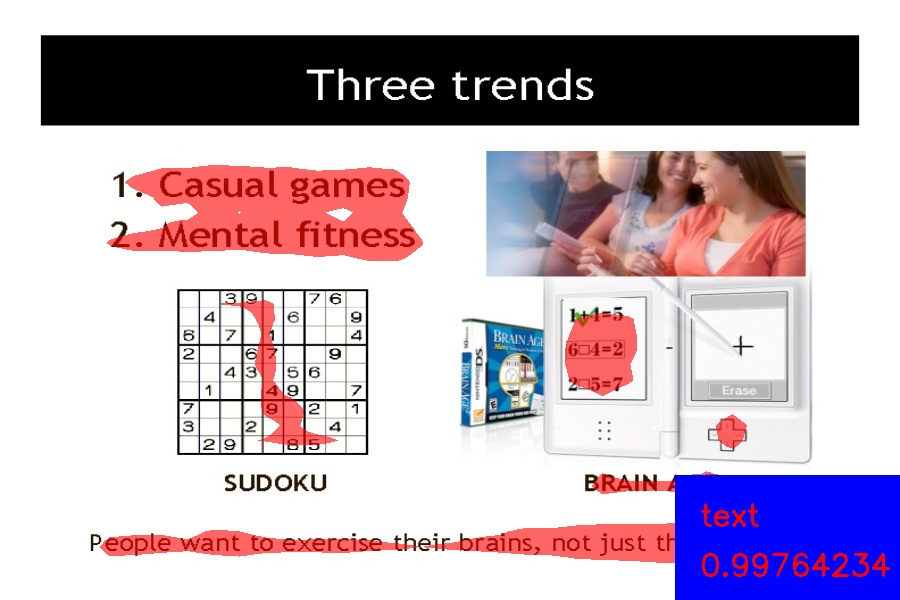 Three trends
1. Casual games
2. Mental fitness
3 9 7 6
4 6 9
6 7 1 4
2 6 7 9
4 3 5 6
1 4 9 7
7 9 2 1
3 2 4
2 9 8 5
BRAIN AGE
NINTENDO DS
1+4=5
6□4=2
2□5=7
Erase
SUDOKU
BRAIN
People want to exercise their brains, not just
text
0.99764234